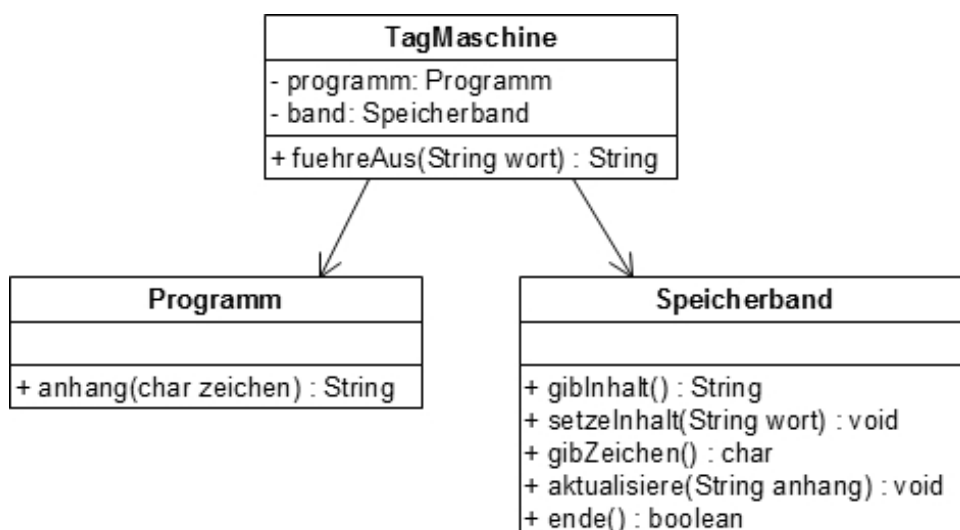 TagMaschine
- programm: Programm
- band: Speicherband
+ fuehreAus(String wort) : String
Programm
+ anhang(char zeichen) : String
Speicherband
+ gibInhalt() : String
+ setzeInhalt(String wort) : void
+ gibZeichen() : char
+ aktualisiere(String anhang) : void
+ ende() : boolean